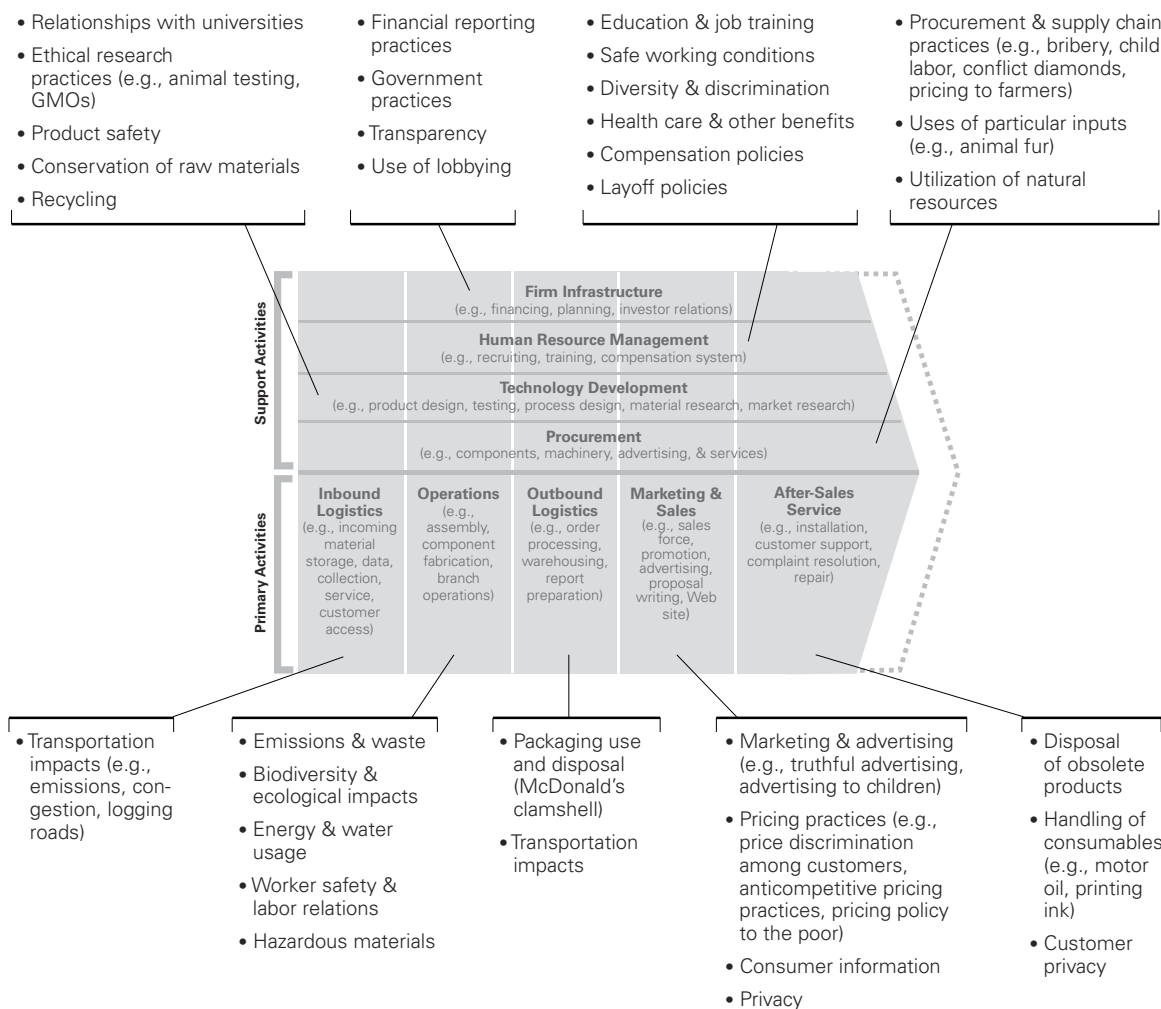 • Relationships with universities
• Ethical research
practices (e.g., animal testing,
GMOs)
• Product safety
• Conservation of raw materials
• Recycling
• Financial reporting
practices
• Government
practices
• Transparency
• Use of lobbying
• Education & job training
• Safe working conditions
• Diversity & discrimination
• Health care & other benefits
• Compensation policies
• Layoff policies
• Procurement & supply chain
practices (e.g., bribery, child
labor, conflict diamonds,
pricing to farmers)
• Uses of particular inputs
(e.g., animal fur)
• Utilization of natural
resources
Support Activities
Firm Infrastructure
(e.g., financing, planning, investor relations)
Human Resource Management
(e.g., recruiting, training, compensation system)
Technology Development
(e.g., product design, testing, process design, material research, market research)
Procurement
(e.g., components, machinery, advertising, & services)
Primary Activities
Inbound
Logistics
(e.g., incoming
material
storage, data,
collection,
service,
customer
access)
Operations
(e.g.,
assembly,
component
fabrication,
branch
operations)
Outbound
Logistics
(e.g., order
processing,
warehousing,
report
preparation)
Marketing &
Sales
(e.g., sales
force,
promotion,
advertising,
proposal
writing, Web
site)
After-Sales
Service
(e.g., installation,
customer support,
complaint resolution,
repair)
• Transportation
impacts (e.g.,
emissions, con-
gestion, logging
roads)
• Emissions & waste
• Biodiversity &
ecological impacts
• Energy & water
usage
• Worker safety &
labor relations
• Hazardous materials
• Packaging use
and disposal
(McDonald's
clamshell)
• Transportation
impacts
• Marketing & advertising
(e.g., truthful advertising,
advertising to children)
• Pricing practices (e.g.,
price discrimination
among customers,
anticompetitive pricing
practices, pricing policy
to the poor)
• Consumer information
• Privacy
• Disposal
of obsolete
products
• Handling of
consumables
(e.g., motor
oil, printing
ink)
• Customer
privacy